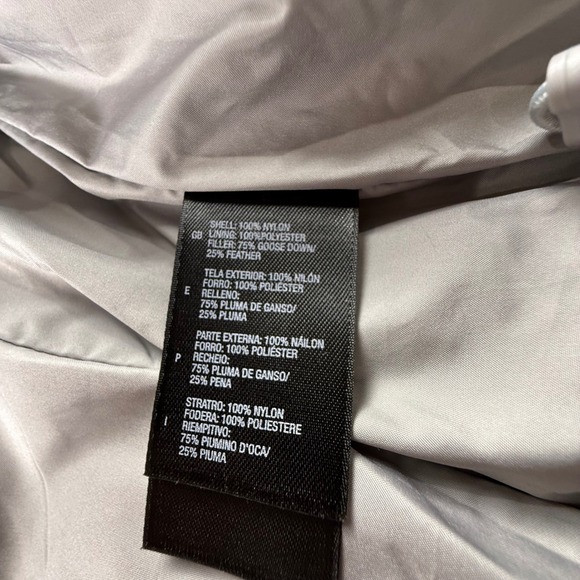 SHELL: 100% NYLON
GB LINING: 100%POLYESTER
FILLER: 75% GOOSE DOWN/
25% FEATHER
TELA EXTERIOR: 100% NILÓN
FORRO: 100% POLIÉSTER
E RELLENO:
75% PLUMA DE GANSO/
25% PLUMA
PARTE EXTERNA: 100% NÁILON
FORRO: 100% POLIÉSTER
P RECHEIO:
75% PLUMA DE GANSO/
25% PENA
STRATRO: 100% NYLON
FODERA: 100% POLIESTERE
I RIEMPITIVO:
75% PIUMINO D'OCA/
25% PIUMA